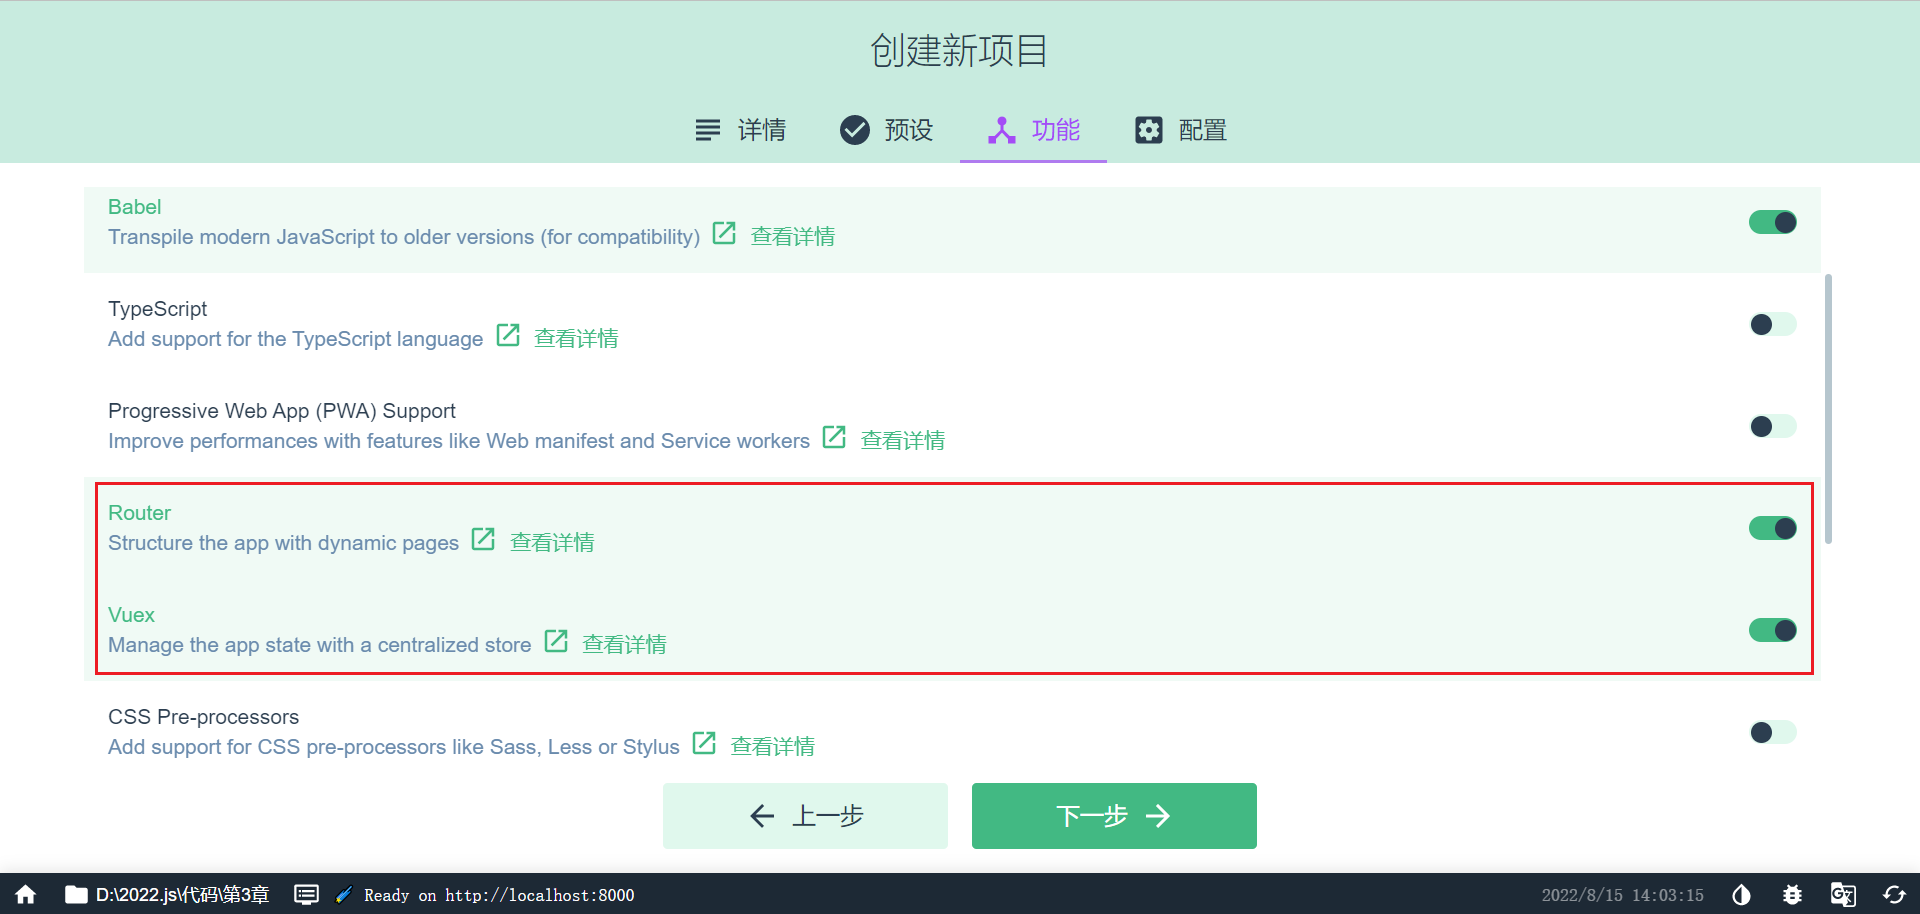 创建新项目
详情 预设 功能 配置
Babel
Transpile modern JavaScript to older versions (for compatibility) 查看详情
TypeScript
Add support for the TypeScript language 查看详情
Progressive Web App (PWA) Support
Improve performances with features like Web manifest and Service workers 查看详情
Router
Structure the app with dynamic pages 查看详情
Vuex
Manage the app state with a centralized store 查看详情
CSS Pre-processors
Add support for CSS pre-processors like Sass, Less or Stylus 查看详情
上一步 下一步
D:\2022.js\代码\第3章 Ready on http://localhost:8000 2022/8/15 14:03:15